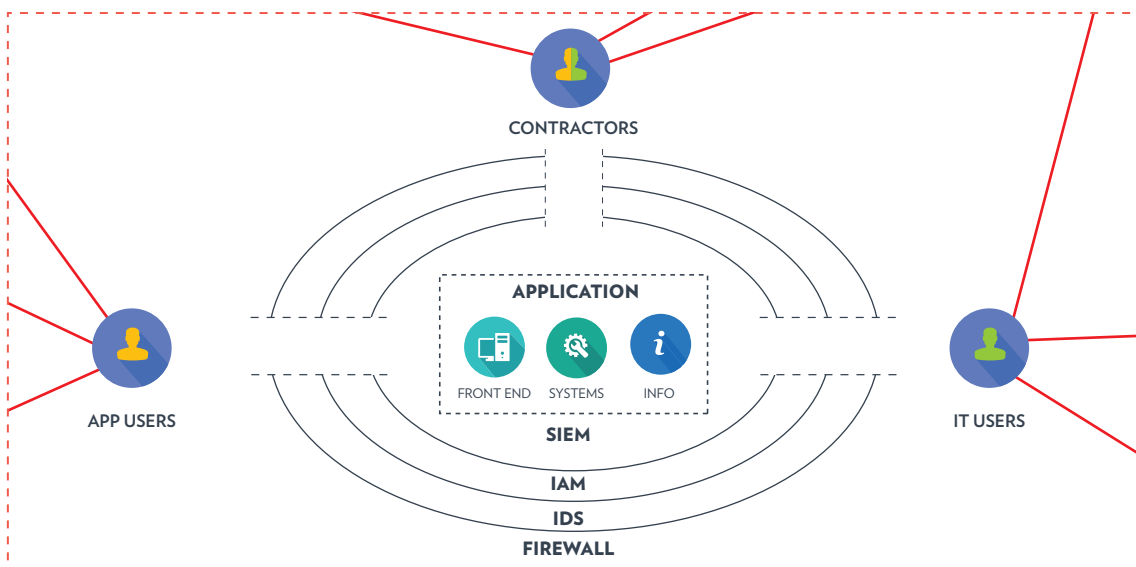 CONTRACTORS
APPLICATION
i
FRONT END
SYSTEMS
INFO
APP USERS
IT USERS
SIEM
IAM
IDS
FIREWALL